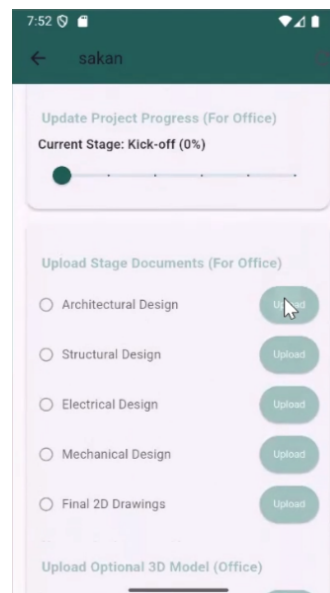 7:52
sakan
Update Project Progress (For Office)
Current Stage: Kick-off (0%)
Upload Stage Documents (For Office)
Architectural Design
Upload
Structural Design
Upload
Electrical Design
Upload
Mechanical Design
Upload
Final 2D Drawings
Upload
Upload Optional 3D Model (Office)